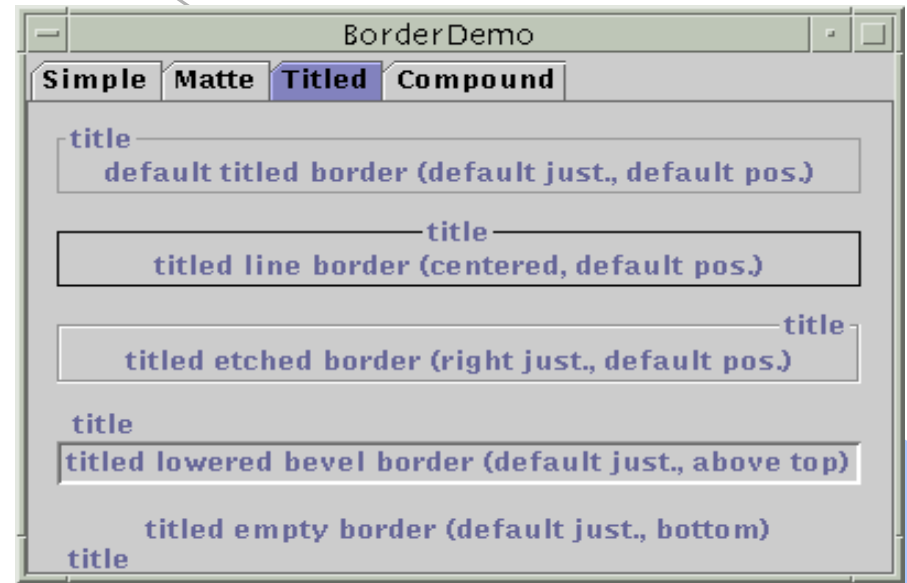 BorderDemo
Simple Matte Titled Compound
title
default titled border (default just., default pos.)
title
titled line border (centered, default pos.)
title
titled etched border (right just., default pos.)
title
titled lowered bevel border (default just., above top)
titled empty border (default just., bottom)
title